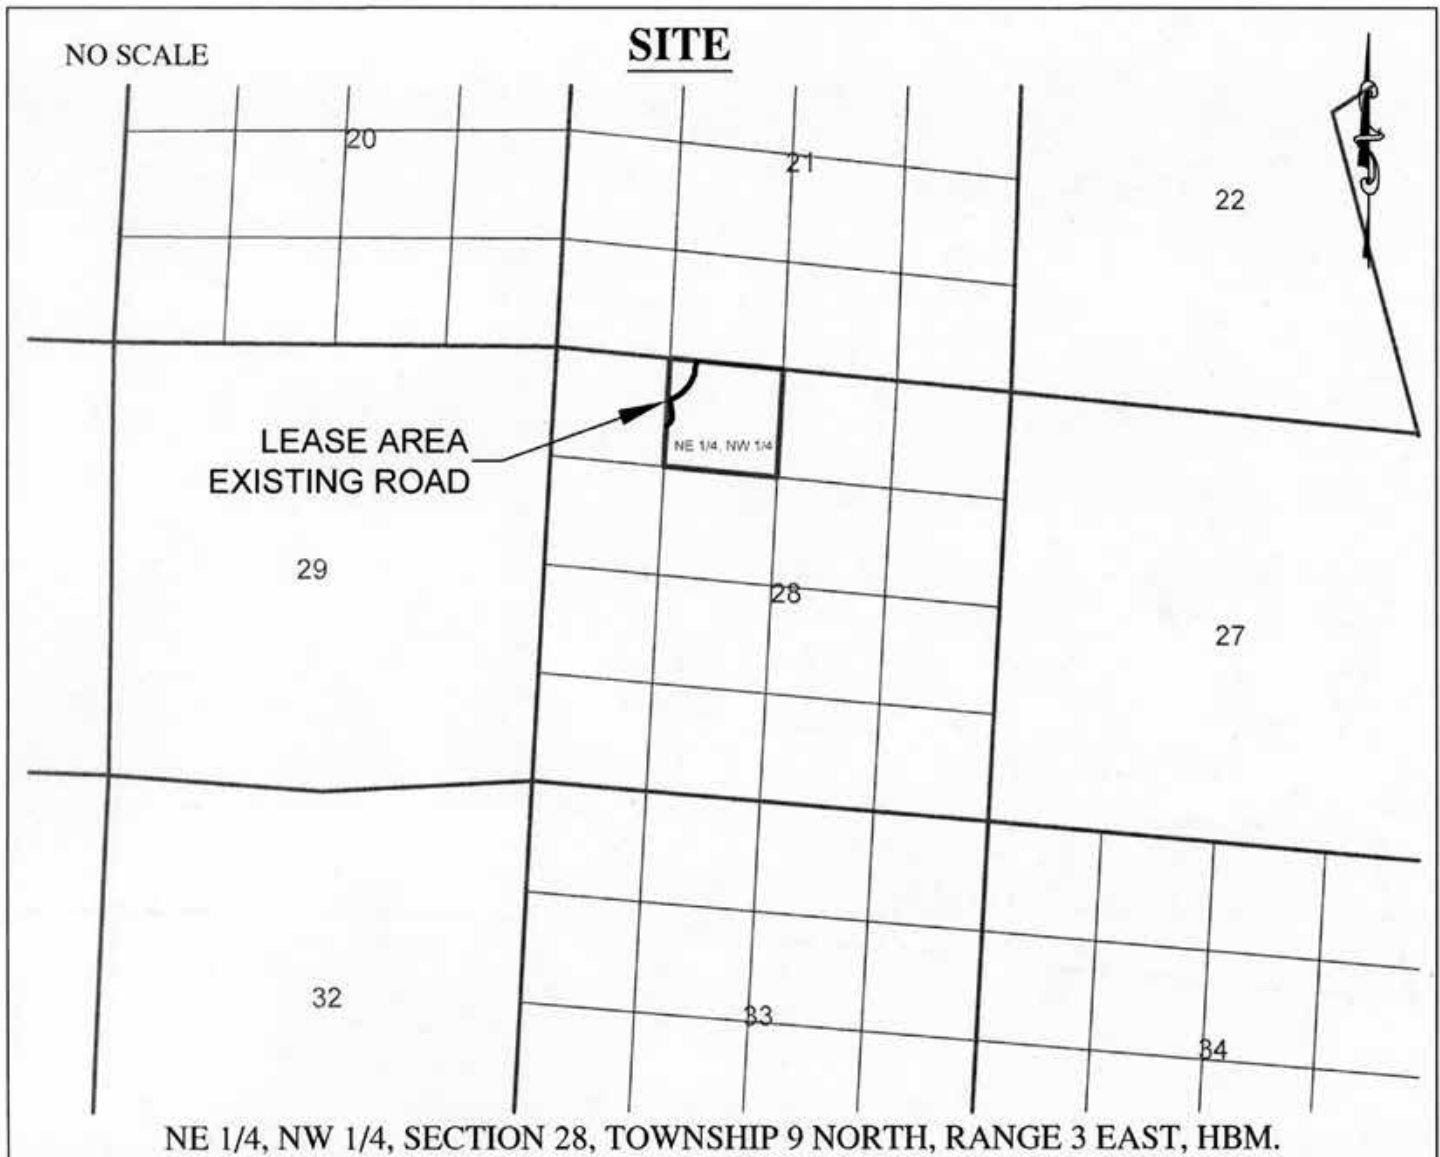 SITE
NO SCALE
20
21
22
LEASE AREA
EXISTING ROAD
NE 1/4, NW 1/4
29
28
27
32
33
34
NE 1/4, NW 1/4, SECTION 28, TOWNSHIP 9 NORTH, RANGE 3 EAST, HBM.